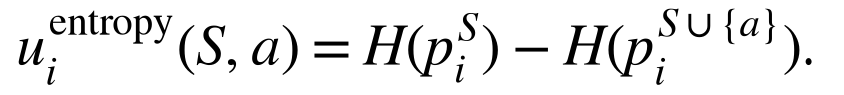 u_i^{entropy}(S, a) = H(p_i^S) − H(p_i^{S ∪ {a}}).